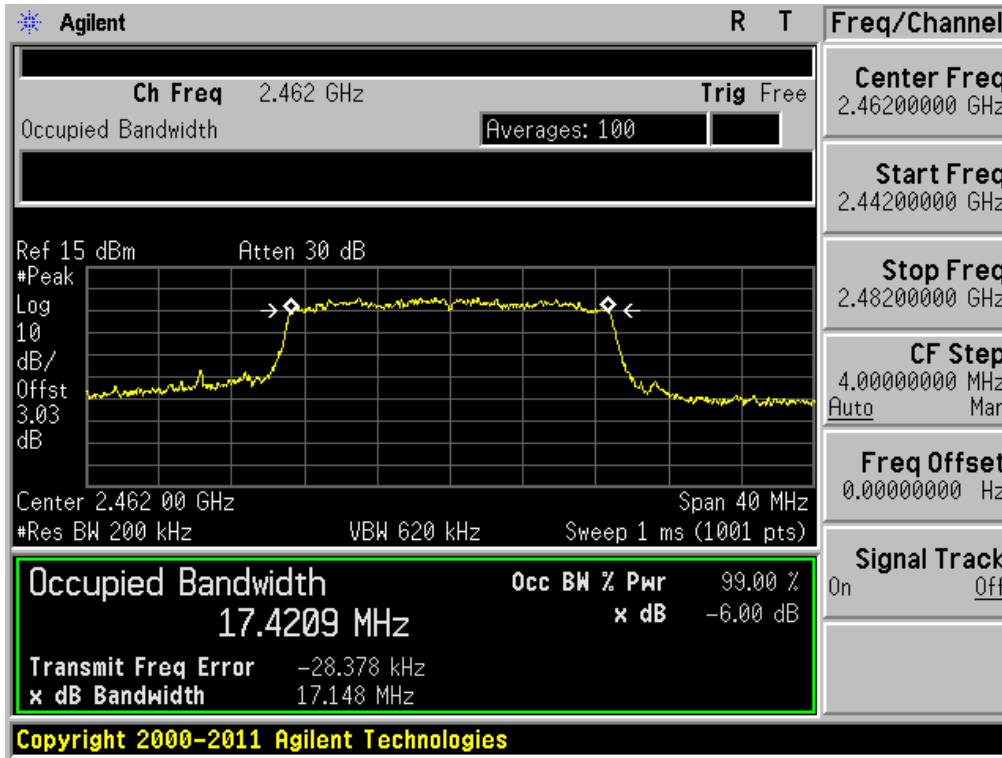 Agilent R T
Freq/Channel
Ch Freq 2.462 GHz Trig Free
Occupied Bandwidth Averages: 100
Center Freq
2.46200000 GHz
Start Freq
2.44200000 GHz
Stop Freq
2.48200000 GHz
CF Step
4.00000000 MHz
Auto Man
Freq Offset
0.00000000 Hz
Signal Track
On Off
Ref 15 dBm Atten 30 dB
#Peak
Log
10
dB/
Offst
3.03
dB
Center 2.462 00 GHz Span 40 MHz
#Res BW 200 kHz VBW 620 kHz Sweep 1 ms (1001 pts)
Occupied Bandwidth Occ BW % Pwr 99.00 %
17.4209 MHz x dB -6.00 dB
Transmit Freq Error -28.378 kHz
x dB Bandwidth 17.148 MHz
Copyright 2000-2011 Agilent Technologies